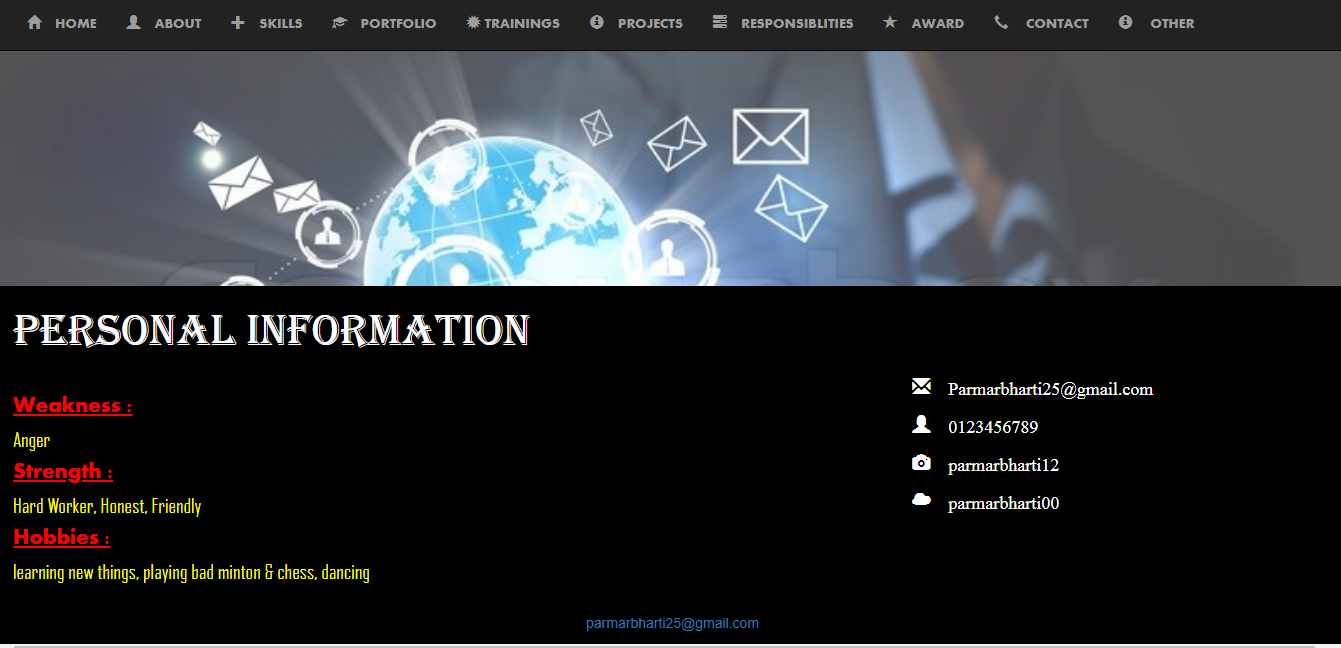 HOME ABOUT SKILLS PORTFOLIO TRAININGS PROJECTS RESPONSIBLITIES AWARD CONTACT OTHER
PERSONAL INFORMATION
Weakness :
Anger
Strength :
Hard Worker, Honest, Friendly
Hobbies :
learning new things, playing bad minton & chess, dancing
Parmarbharti25@gmail.com
0123456789
parmarbharti12
parmarbharti00
parmarbharti25@gmail.com